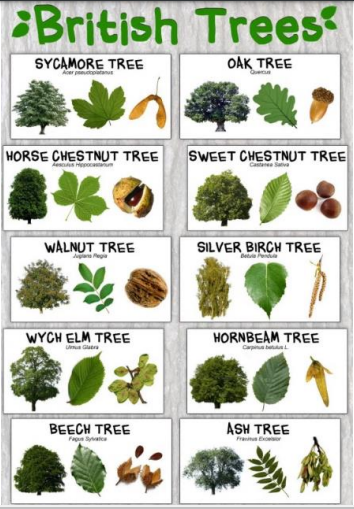 British Trees
SYCAMORE TREE
Acer pseudoplatanus
OAK TREE
Quercus
HORSE CHESTNUT TREE
Aesculus Hippocastanum
SWEET CHESTNUT TREE
Castanea Sativa
WALNUT TREE
Juglans Regia
SILVER BIRCH TREE
Betula Pendula
WYCH ELM TREE
Ulmus Glabra
HORNBEAM TREE
Carpinus betulus L.
BEECH TREE
Fagus Sylvatica
ASH TREE
Fraxinus Excelsior